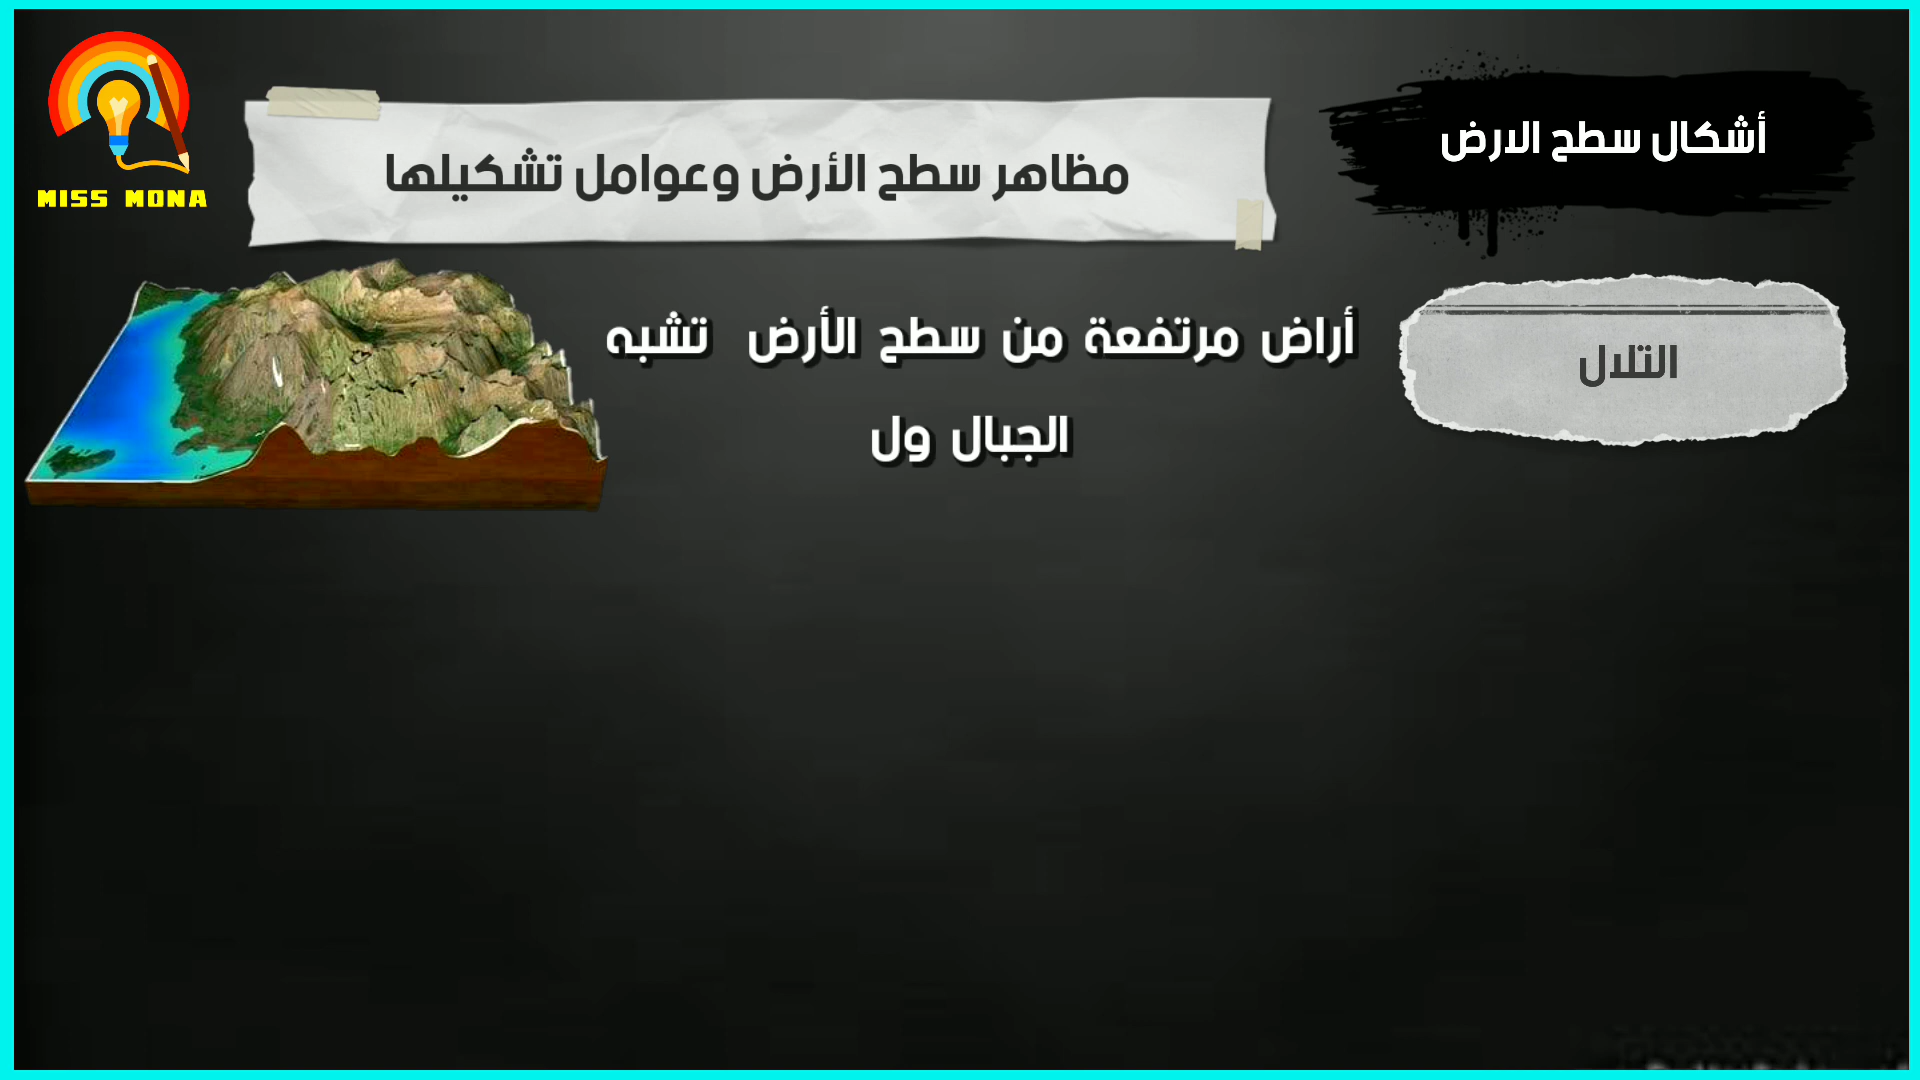 أشكال سطح الارض
مظاهر سطح الأرض وعوامل تشكيلها
MISS MONA
التلال
أراض مرتفعة من سطح الأرض تشبه
الجبال ول